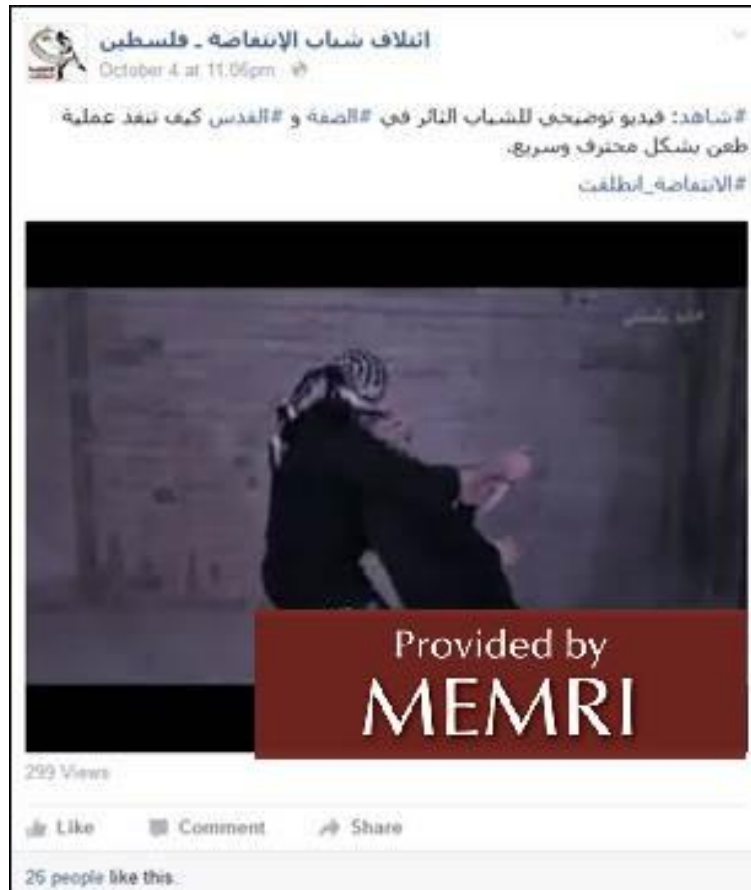 ائتلاف شباب الإنتفاضة ـ فلسطين
October 4 at 11.06pm
#شاهد: فيديو توضيحي للشباب الثائر في #الضفة و #القدس كيف تنفذ عملية
طعن بشكل محترف وسريع.
#الانتفاضة_انطلقت
Provided by
MEMRI
299 Views
Like Comment Share
26 people like this.